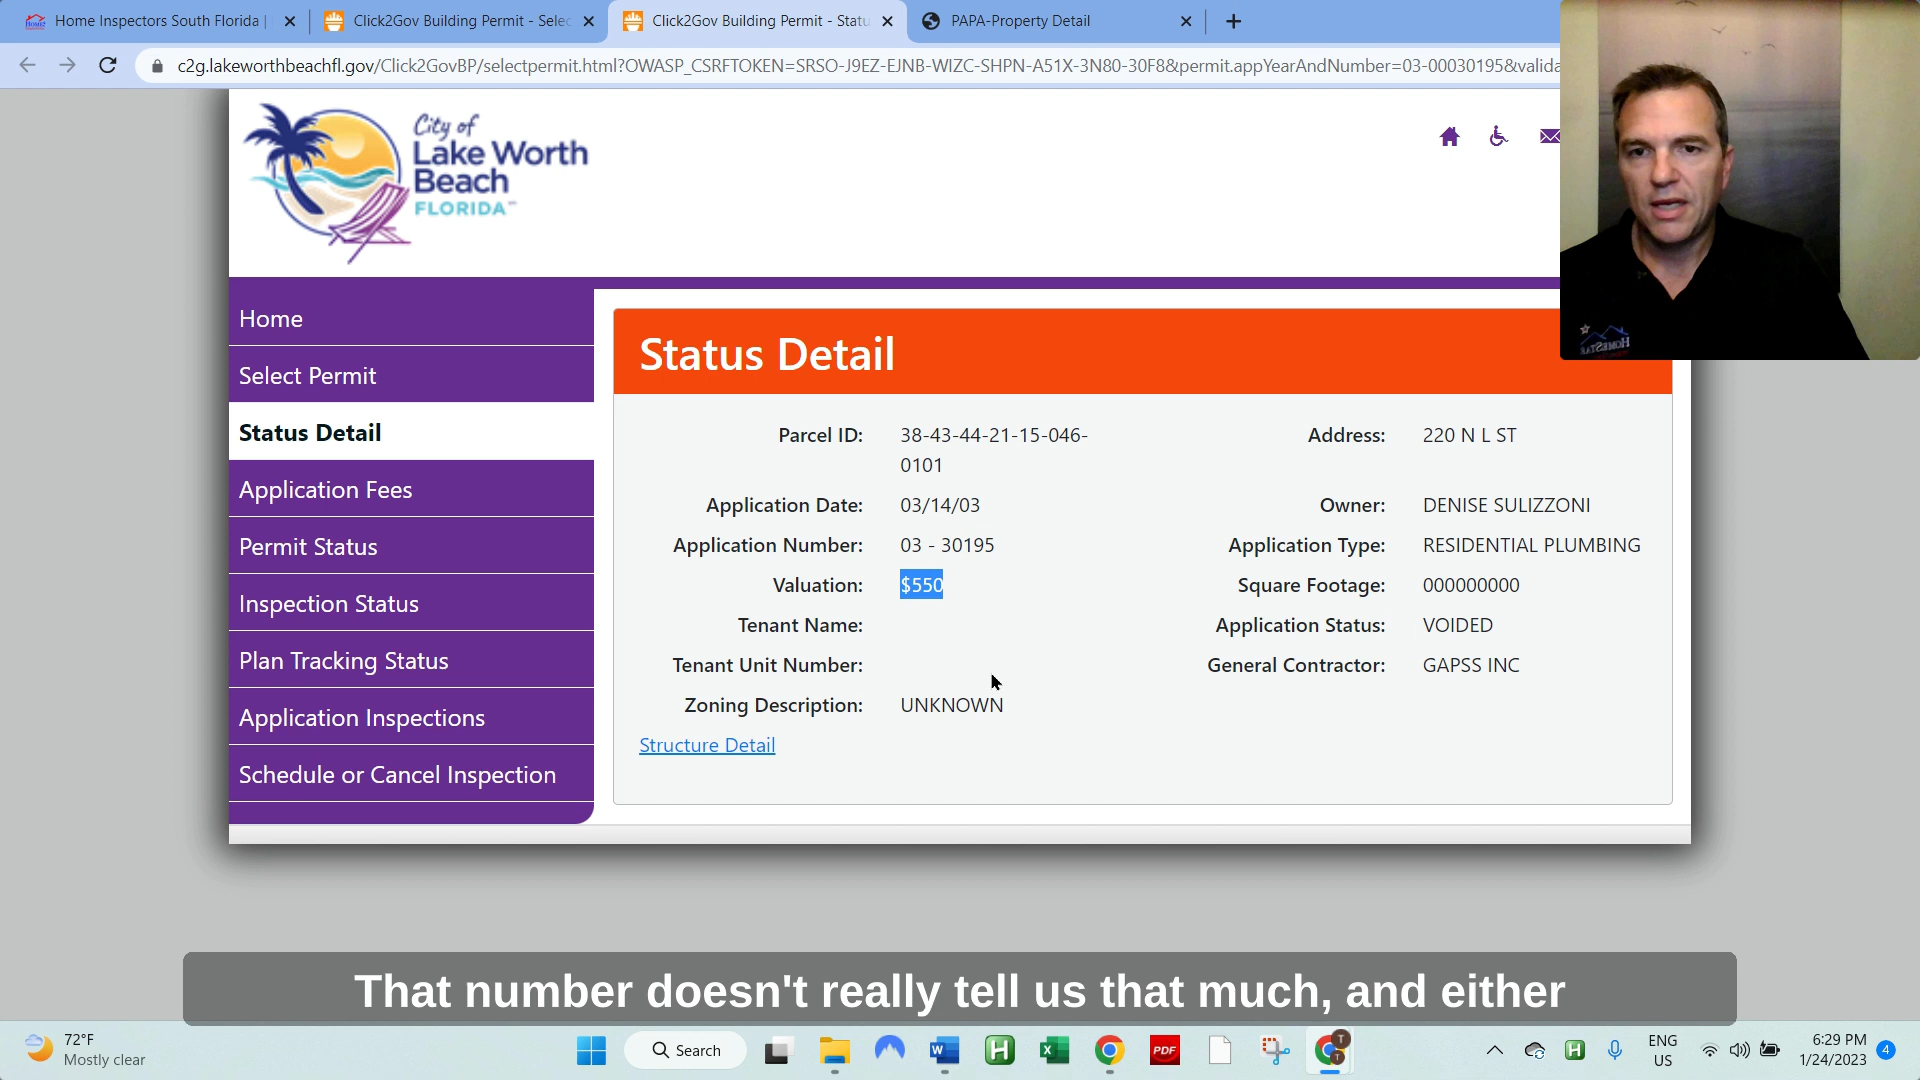 Home Inspectors South Florida |
Click2Gov Building Permit - Selec
Click2Gov Building Permit - Statu
PAPA-Property Detail
c2g.lakeworthbeachfl.gov/Click2GovBP/selectpermit.html?OWASP_CSRFTOKEN=SRSO-J9EZ-EJNB-WIZC-SHPN-A51X-3N80-30F8&permit.appYearAndNumber=03-00030195&valida
City of
Lake Worth
Beach
FLORIDA
Home
Select Permit
Status Detail
Application Fees
Permit Status
Inspection Status
Plan Tracking Status
Application Inspections
Schedule or Cancel Inspection
Status Detail
Parcel ID: 38-43-44-21-15-046-
0101
Address: 220 N L ST
Application Date: 03/14/03
Owner: DENISE SULIZZONI
Application Number: 03 - 30195
Application Type: RESIDENTIAL PLUMBING
Valuation: $550
Square Footage: 000000000
Tenant Name:
Application Status: VOIDED
Tenant Unit Number:
General Contractor: GAPSS INC
Zoning Description: UNKNOWN
Structure Detail
HOMESTAR
That number doesn't really tell us that much, and either
72°F
Mostly clear
Search
PDF
ENG
US
6:29 PM
1/24/2023
4